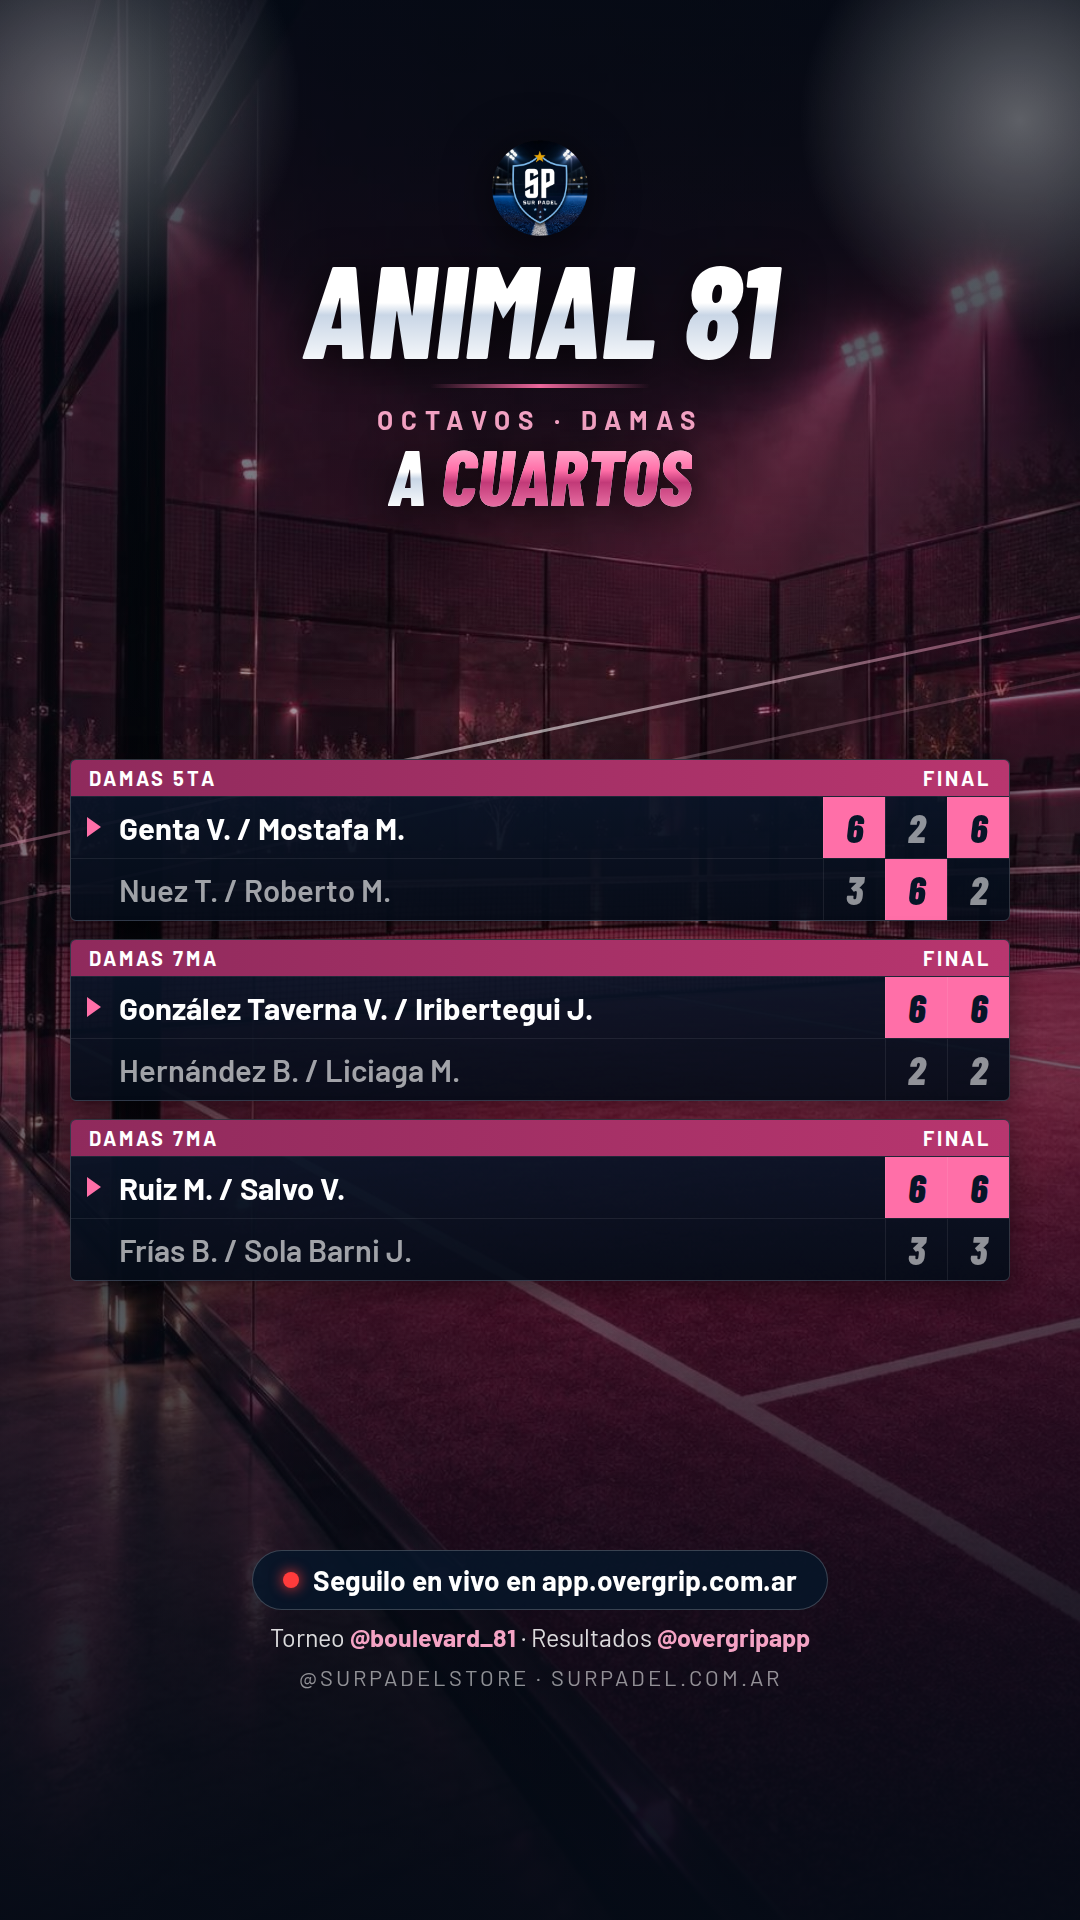 SP
SUR PADEL
ANIMAL 81
OCTAVOS · DAMAS
A CUARTOS
DAMAS 5TA FINAL
Genta V. / Mostafa M. 6 2 6
Nuez T. / Roberto M. 3 6 2
DAMAS 7MA FINAL
González Taverna V. / Iribertegui J. 6 6
Hernández B. / Liciaga M. 2 2
DAMAS 7MA FINAL
Ruiz M. / Salvo V. 6 6
Frías B. / Sola Barni J. 3 3
Seguilo en vivo en app.overgrip.com.ar
Torneo @boulevard_81 · Resultados @overgripapp
@SURPADELSTORE · SURPADEL.COM.AR